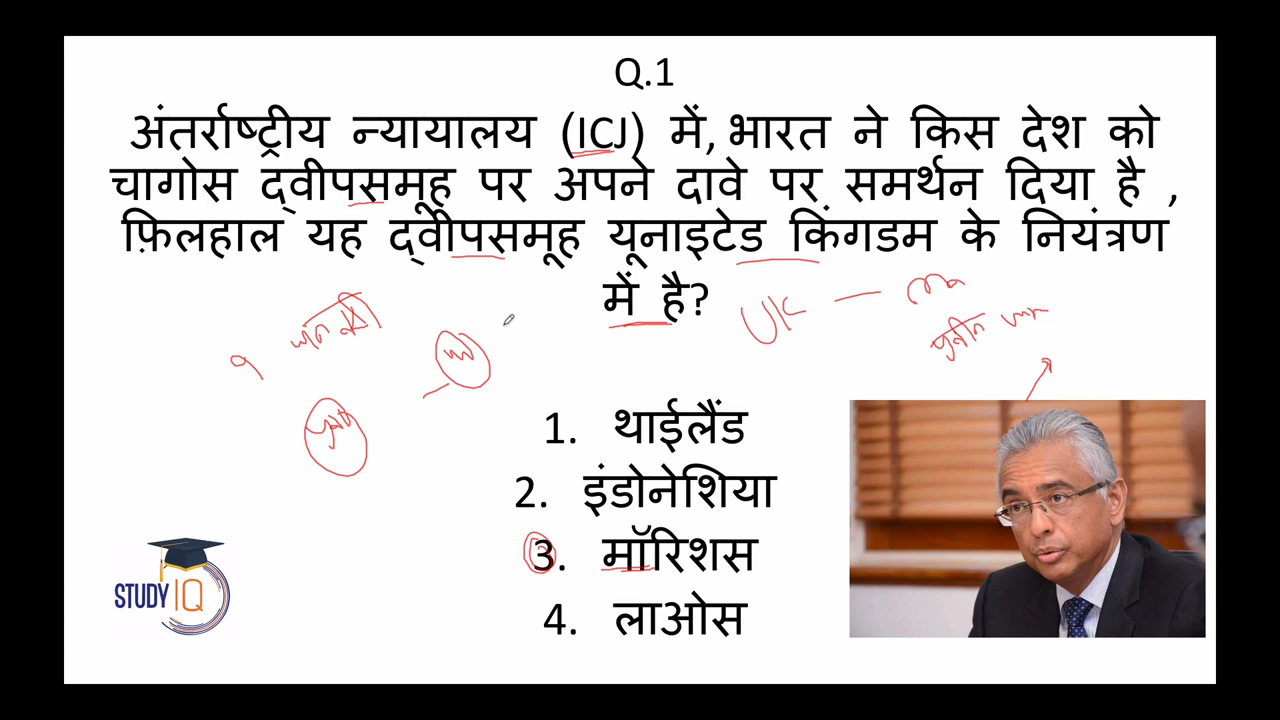 Q.1
अंतर्राष्ट्रीय न्यायालय (ICJ) में, भारत ने किस देश को
चागोस द्वीपसमूह पर अपने दावे पर समर्थन दिया है ,
फ़िलहाल यह द्वीपसमूह यूनाइटेड किंगडम के नियंत्रण
में है?
UK —
1. थाईलैंड
2. इंडोनेशिया
3. मॉरिशस
4. लाओस
STUDY IQ